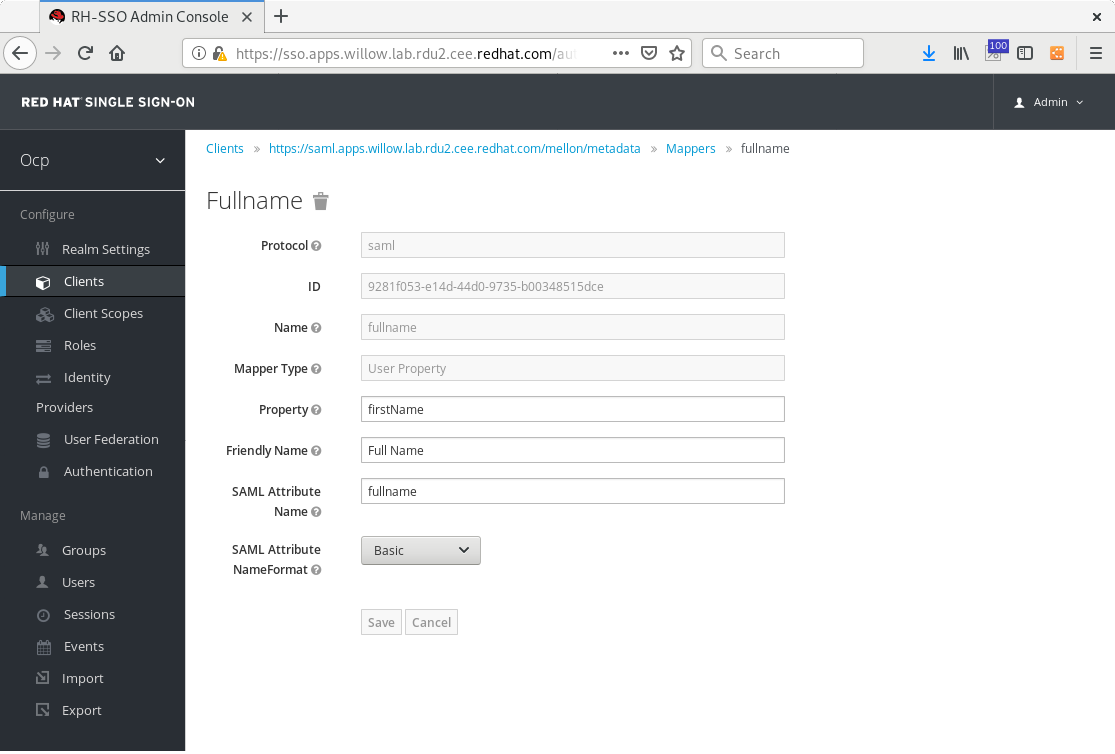 RH-SSO Admin Console
https://sso.apps.willow.lab.rdu2.cee.redhat.com/aut
Search
100
RED HAT SINGLE SIGN-ON
Admin
Ocp
Configure
Realm Settings
Clients
Client Scopes
Roles
Identity
Providers
User Federation
Authentication
Manage
Groups
Users
Sessions
Events
Import
Export
Clients » https://saml.apps.willow.lab.rdu2.cee.redhat.com/mellon/metadata » Mappers » fullname
Fullname
Protocol saml
ID 9281f053-e14d-44d0-9735-b00348515dce
Name fullname
Mapper Type User Property
Property firstName
Friendly Name Full Name
SAML Attribute
Name fullname
SAML Attribute
NameFormat Basic
Save Cancel